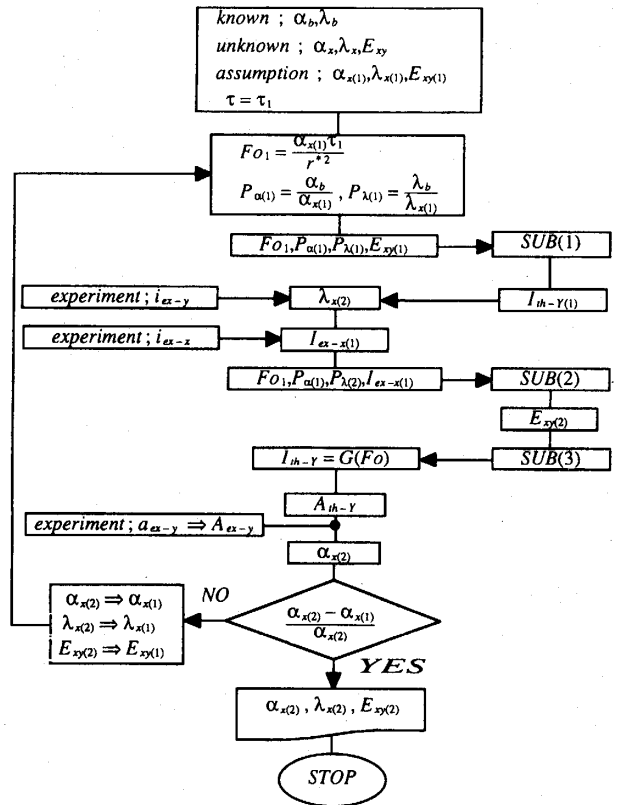 known ; α_b, λ_b
unknown ; α_x, λ_x, E_xy
assumption ; α_x(1), λ_x(1), E_xy(1)
τ = τ_1
Fo_1 = α_x(1) τ_1 / r*^2
P_α(1) = α_b / α_x(1) , P_λ(1) = λ_b / λ_x(1)
Fo_1, P_α(1), P_λ(1), E_xy(1)
SUB(1)
experiment ; i_ex-y
λ_x(2)
I_th-Y(1)
experiment ; i_ex-x
I_ex-x(1)
Fo_1, P_α(1), P_λ(2), I_ex-x(1)
SUB(2)
E_xy(2)
I_th-Y = G(Fo)
SUB(3)
A_th-Y
experiment ; a_ex-y ⇒ A_ex-y
α_x(2)
α_x(2) ⇒ α_x(1)
λ_x(2) ⇒ λ_x(1)
E_xy(2) ⇒ E_xy(1)
NO
α_x(2) − α_x(1) / α_x(2)
YES
α_x(2) , λ_x(2) , E_xy(2)
STOP